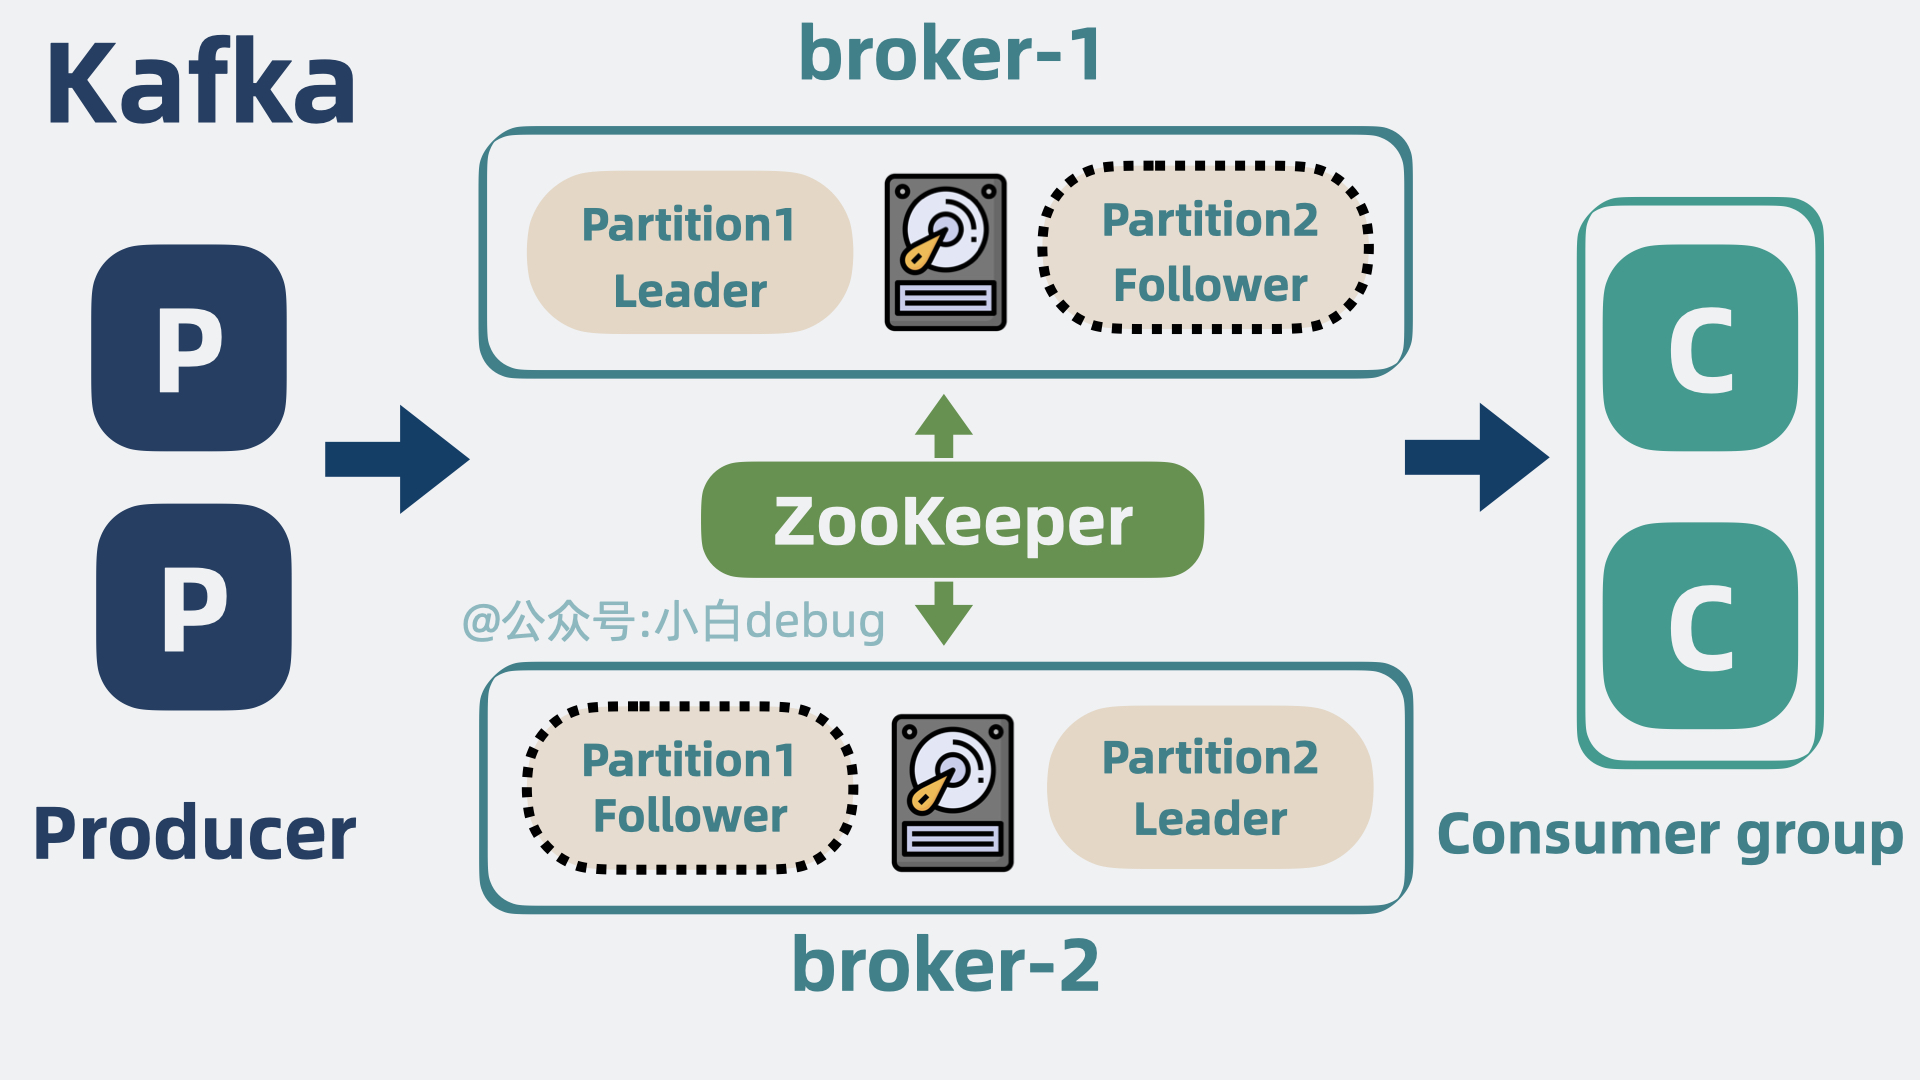 Kafka
broker-1
Partition1
Leader
Partition2
Follower
P
P
Producer
ZooKeeper
@公众号:小白debug
Partition1
Follower
Partition2
Leader
broker-2
C
C
Consumer group